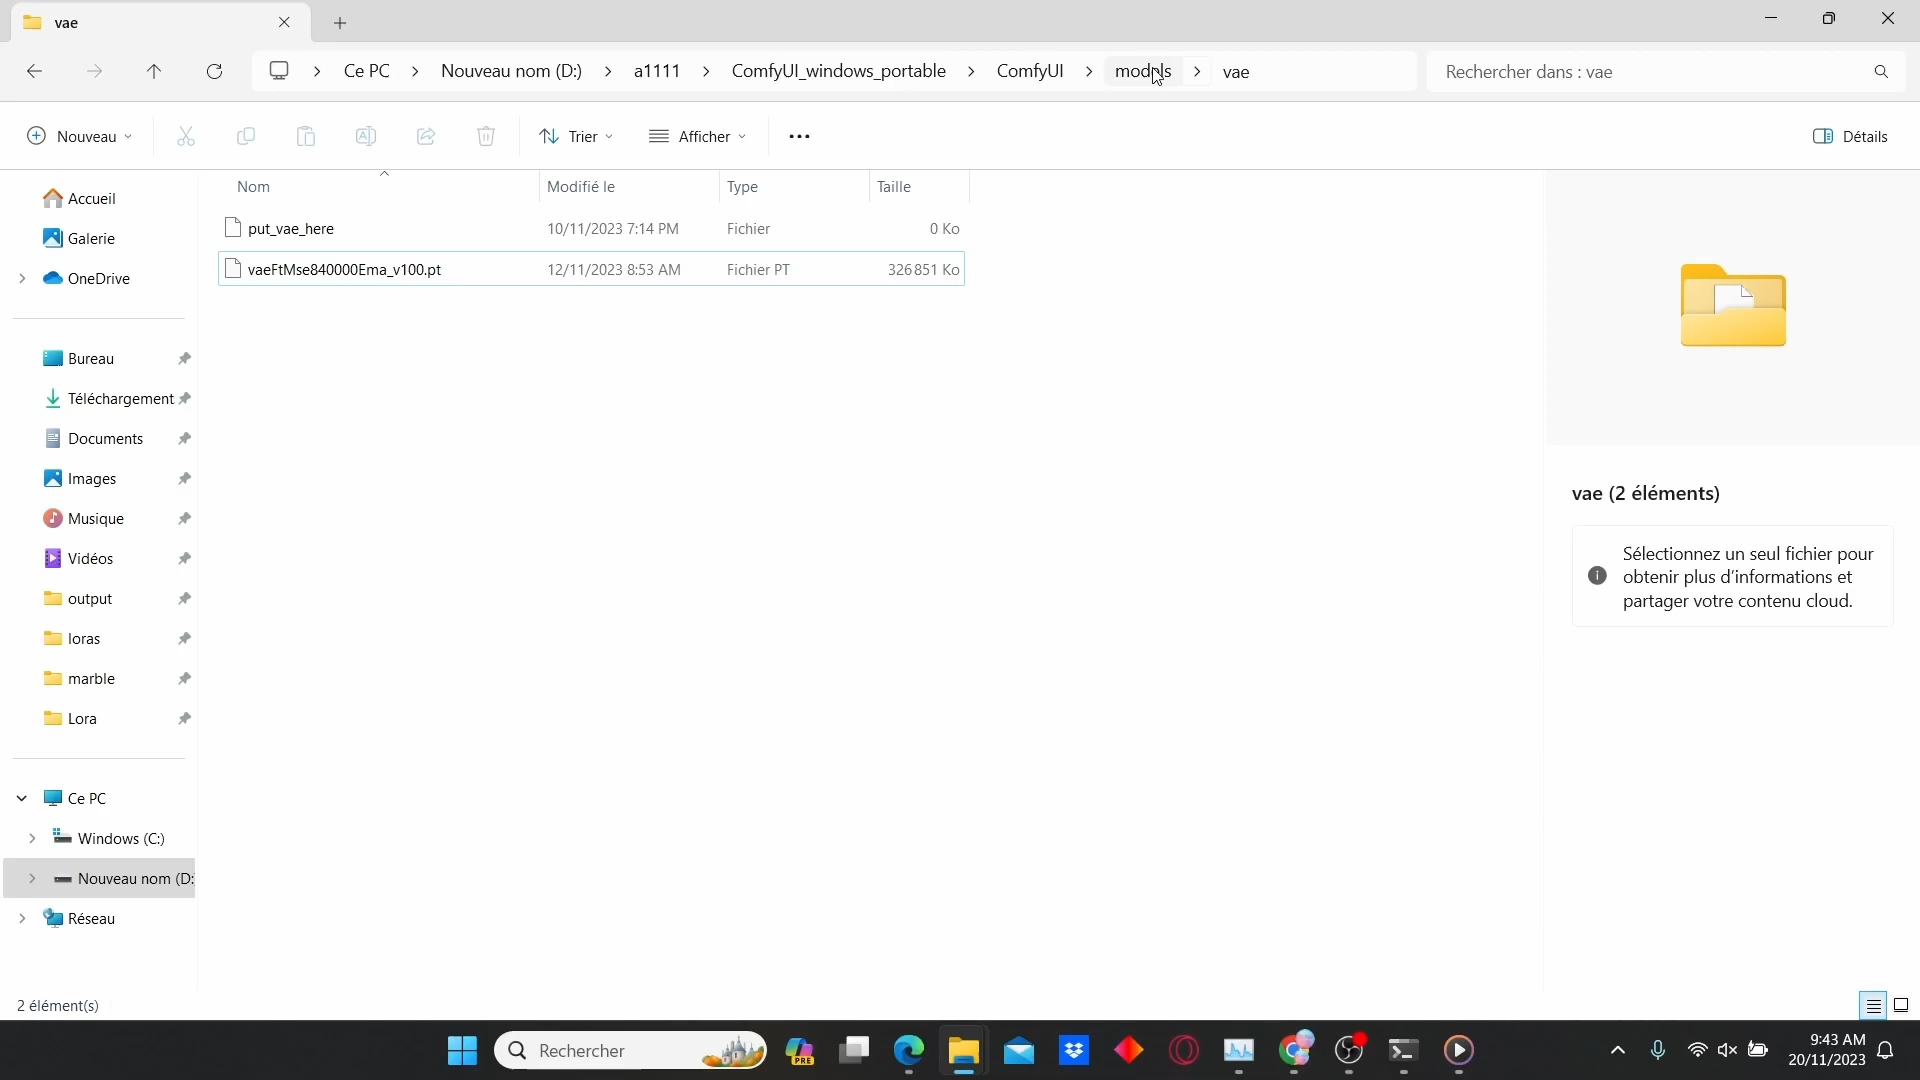 vae
Ce PC > Nouveau nom (D:) > a1111 > ComfyUI_windows_portable > ComfyUI > models > vae
Rechercher dans : vae
Nouveau
Trier
Afficher
Détails
Nom Modifié le Type Taille
put_vae_here 10/11/2023 7:14 PM Fichier 0 Ko
vaeFtMse840000Ema_v100.pt 12/11/2023 8:53 AM Fichier PT 326 851 Ko
Accueil
Galerie
OneDrive
Bureau
Téléchargement
Documents
Images
Musique
Vidéos
output
loras
marble
Lora
Ce PC
Windows (C:)
Nouveau nom (D:
Réseau
vae (2 éléments)
Sélectionnez un seul fichier pour
obtenir plus d'informations et
partager votre contenu cloud.
2 élément(s)
Rechercher
PRE
9:43 AM
20/11/2023